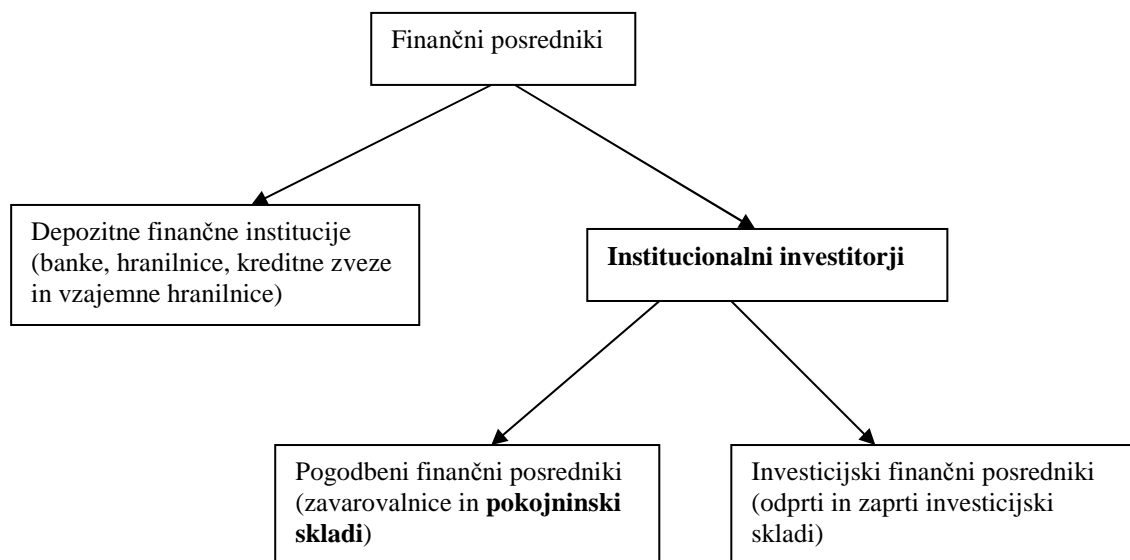 Finančni posredniki
Depozitne finančne institucije
(banke, hranilnice, kreditne zveze
in vzajemne hranilnice)
Institucionalni investitorji
Pogodbeni finančni posredniki
(zavarovalnice in pokojninski
skladi)
Investicijski finančni posredniki
(odprti in zaprti investicijski
skladi)